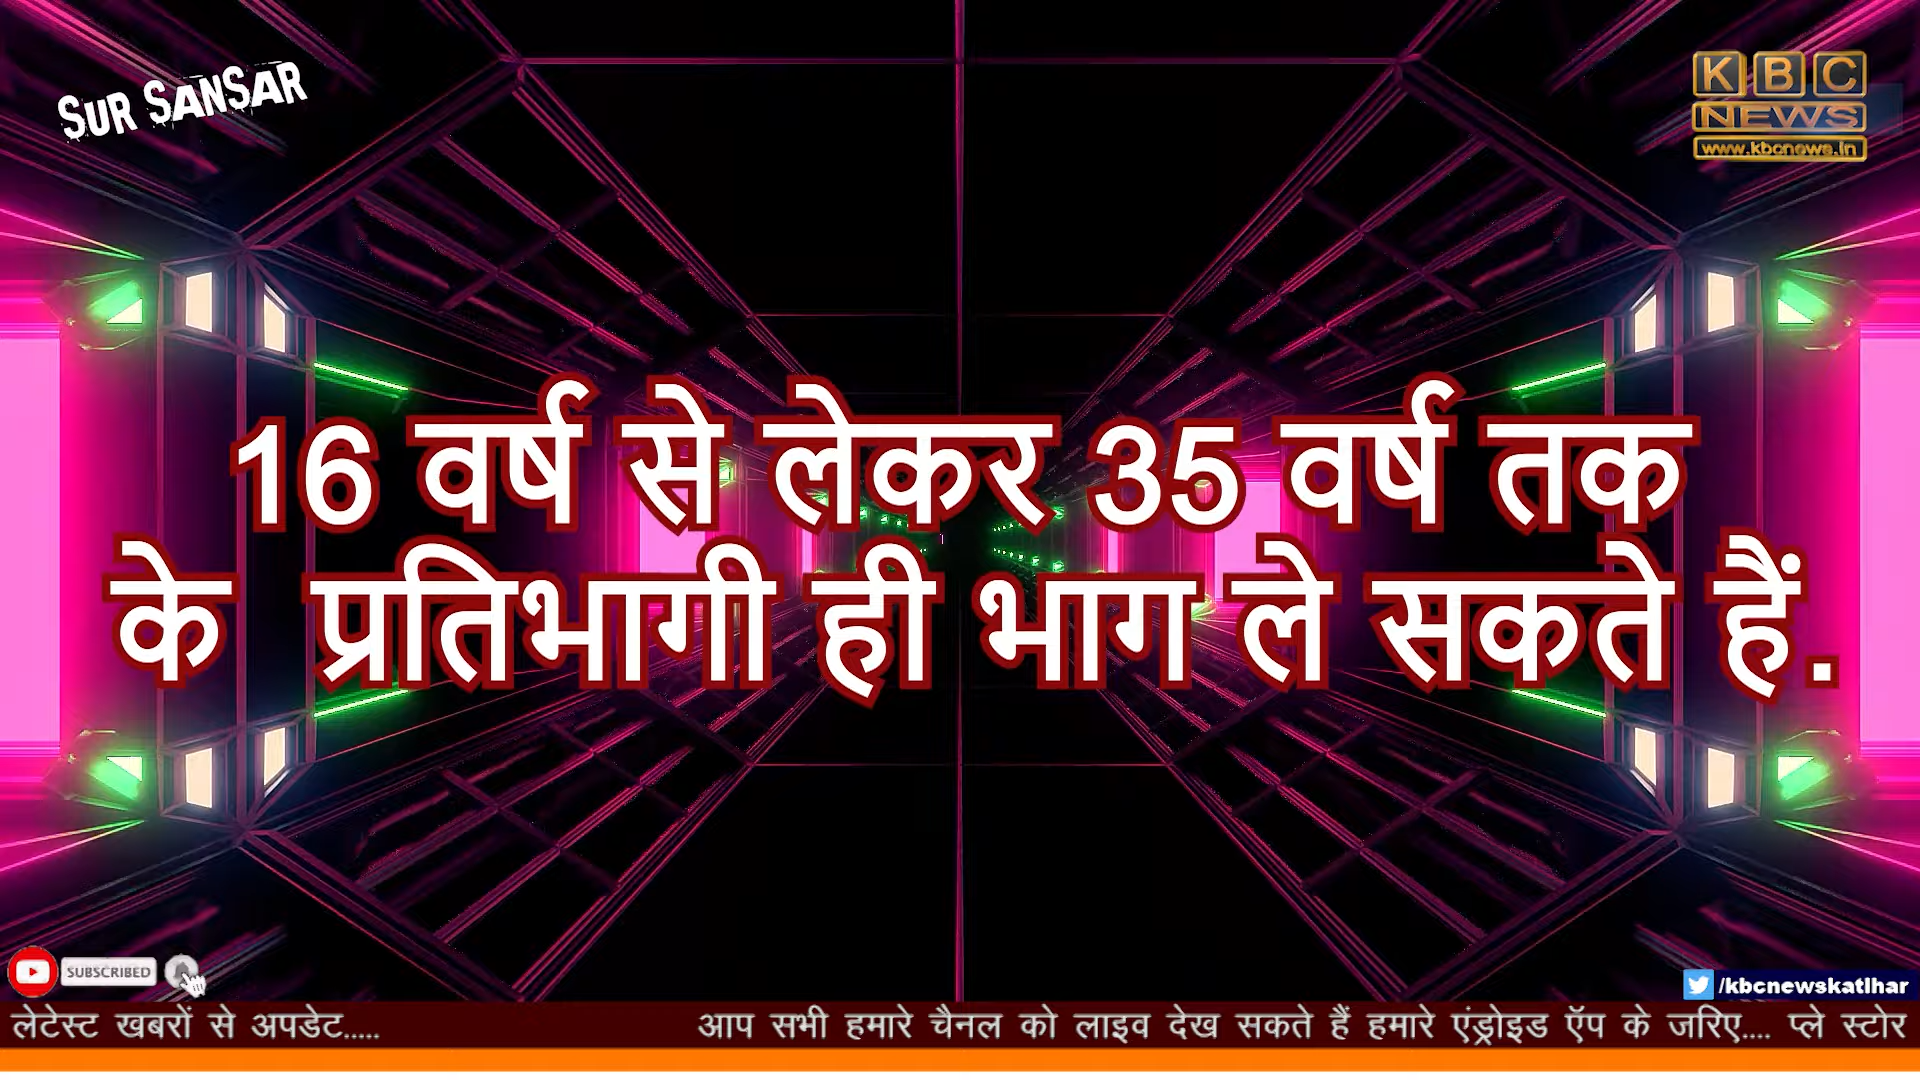 SUR SANSAR
K B C
NEWS
www.kbcnews.in
16 वर्ष से लेकर 35 वर्ष तक
के प्रतिभागी ही भाग ले सकते हैं.
SUBSCRIBED
/kbcnewskatihar
लेटेस्ट खबरों से अपडेट..... आप सभी हमारे चैनल को लाइव देख सकते हैं हमारे एंड्रोइड ऍप के जरिए.... प्ले स्टोर